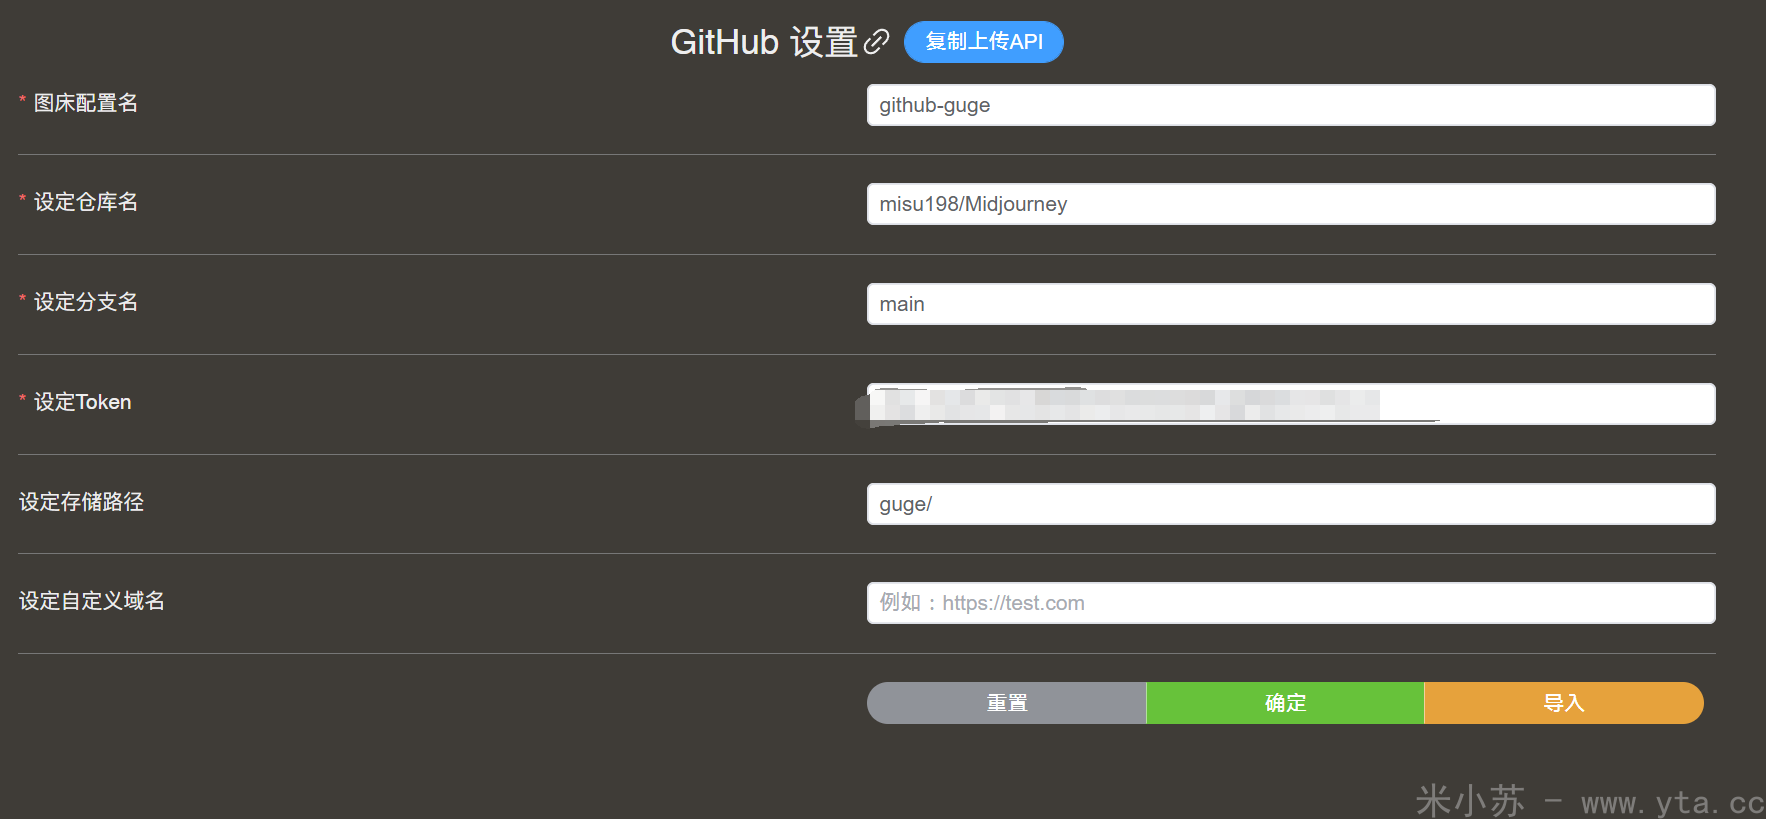 GitHub 设置 复制上传API
* 图床配置名 github-guge
* 设定仓库名 misu198/Midjourney
* 设定分支名 main
* 设定Token
设定存储路径 guge/
设定自定义域名 例如：https://test.com
重置 确定 导入
米小苏 - www.yta.cc